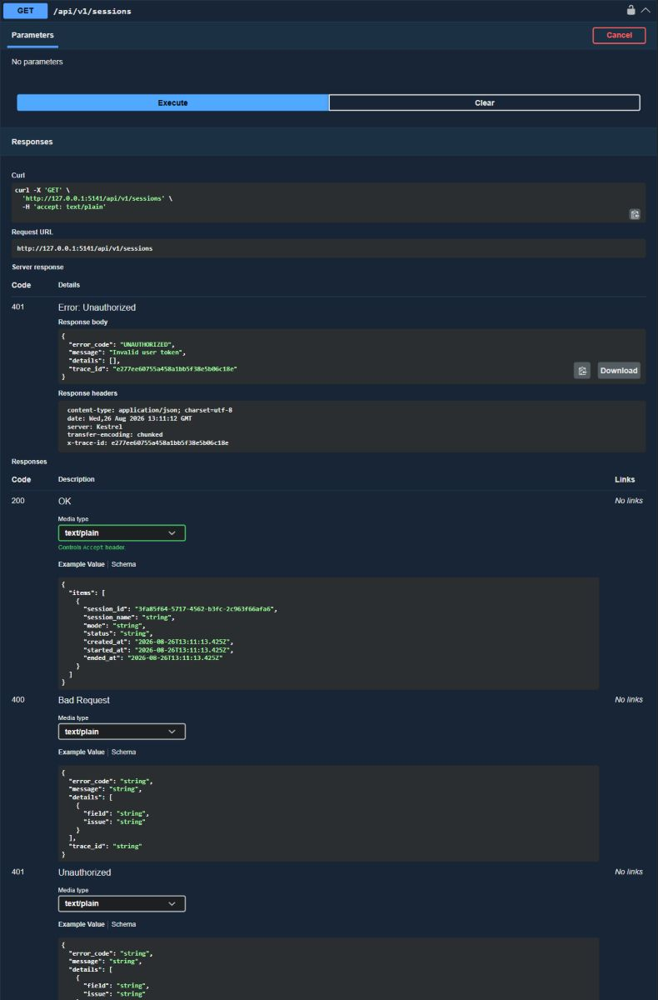 GET /api/v1/sessions
Parameters
Cancel
No parameters
Execute
Clear
Responses
Curl
curl -X 'GET' \
'http://127.0.0.1:5141/api/v1/sessions' \
-H 'accept: text/plain'
Request URL
http://127.0.0.1:5141/api/v1/sessions
Server response
Code Details
401 Error: Unauthorized
Response body
{
"error_code": "UNAUTHORIZED",
"message": "Invalid user token",
"details": [],
"trace_id": "e277ee60755a458a1bb5f38e5b06c18e"
}
Download
Response headers
content-type: application/json; charset=utf-8
date: Wed,26 Aug 2026 13:11:12 GMT
server: Kestrel
transfer-encoding: chunked
x-trace-id: e277ee60755a458a1bb5f38e5b06c18e
Responses
Code Description Links
200 OK No links
Media type
text/plain
Controls Accept header.
Example Value Schema
{
"items": [
{
"session_id": "3fa85f64-5717-4562-b3fc-2c963f66afa6",
"session_name": "string",
"mode": "string",
"status": "string",
"created_at": "2026-08-26T13:11:13.425Z",
"started_at": "2026-08-26T13:11:13.425Z",
"ended_at": "2026-08-26T13:11:13.425Z"
}
]
}
400 Bad Request No links
Media type
text/plain
Example Value Schema
{
"error_code": "string",
"message": "string",
"details": [
{
"field": "string",
"issue": "string"
}
],
"trace_id": "string"
}
401 Unauthorized No links
Media type
text/plain
Example Value Schema
{
"error_code": "string",
"message": "string",
"details": [
{
"field": "string",
"issue": "string"